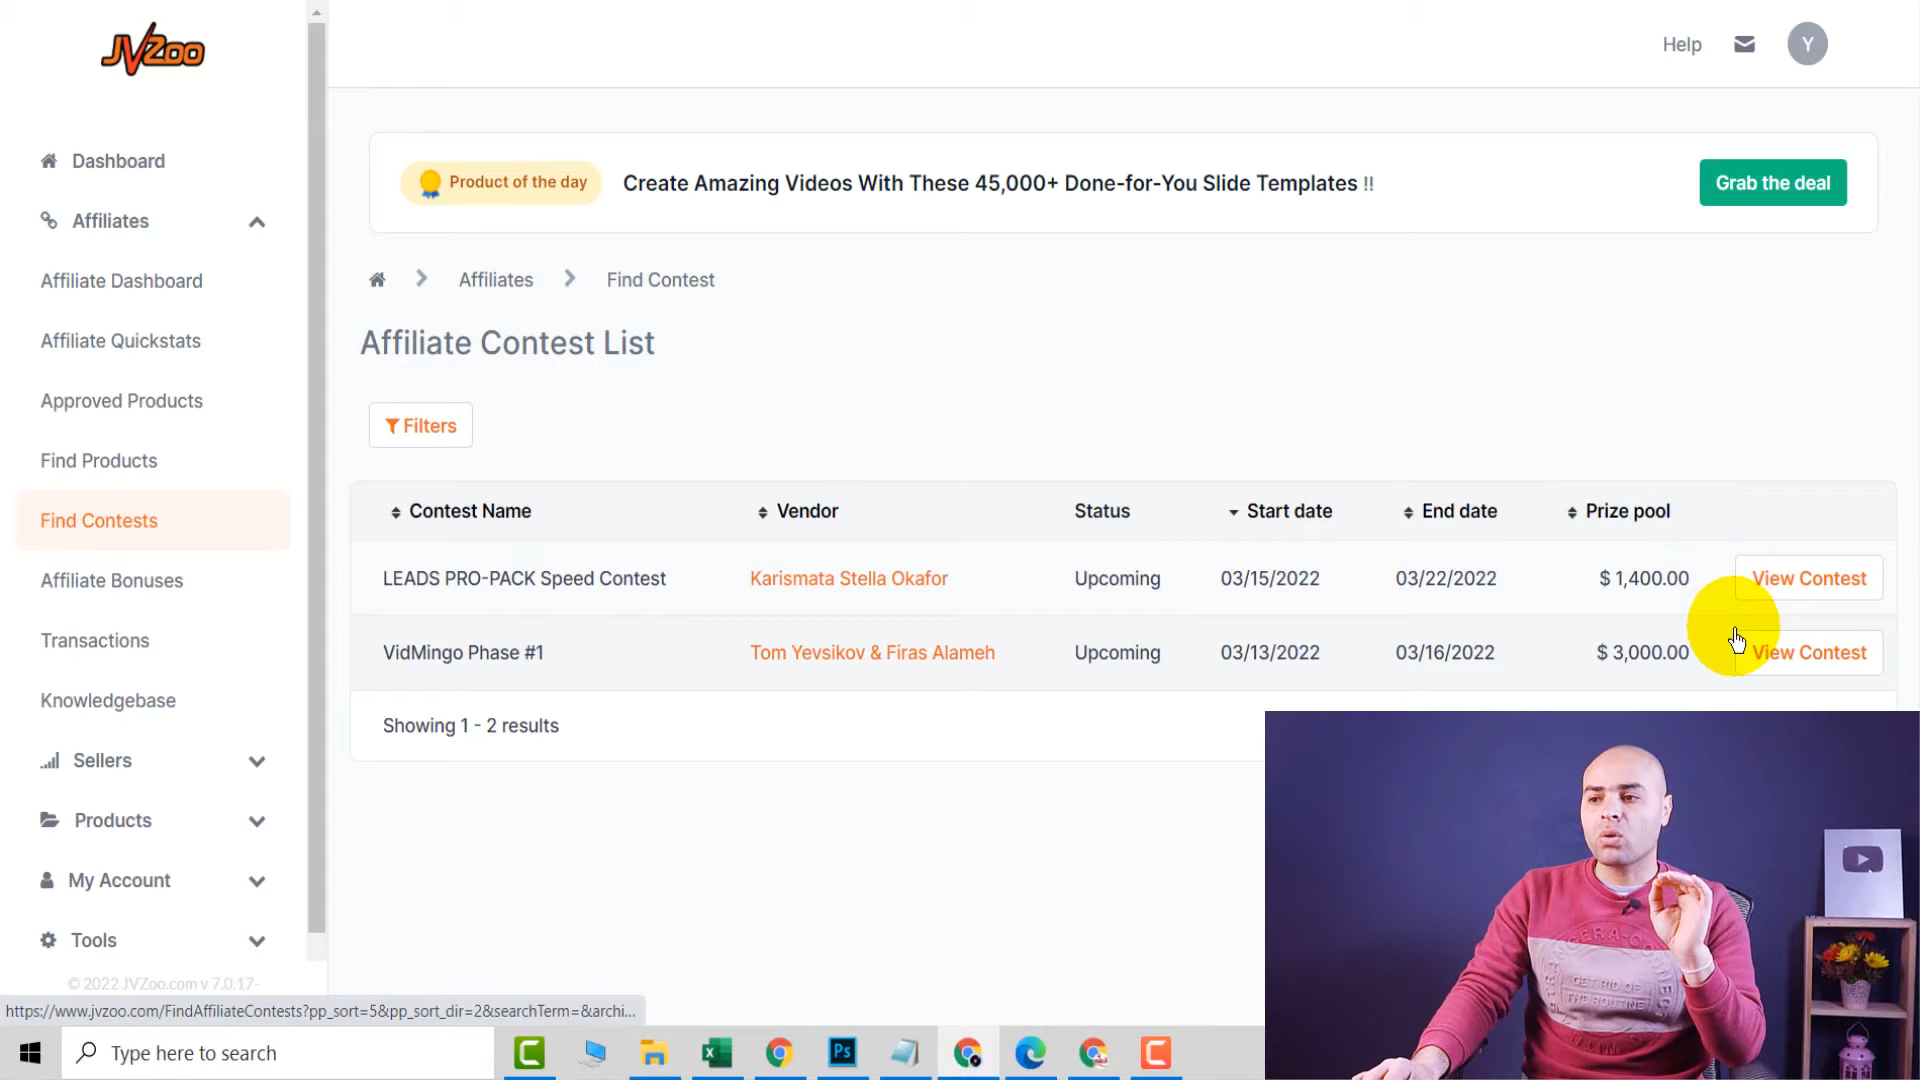 JVZoo
Help
Y
Dashboard
Affiliates
Affiliate Dashboard
Affiliate Quickstats
Approved Products
Find Products
Find Contests
Affiliate Bonuses
Transactions
Knowledgebase
Sellers
Products
My Account
Tools
© 2022 JVZoo.com v 7.0.17-
Product of the day
Create Amazing Videos With These 45,000+ Done-for-You Slide Templates !!
Grab the deal
Affiliates
Find Contest
Affiliate Contest List
Filters
Contest Name Vendor Status Start date End date Prize pool
LEADS PRO-PACK Speed Contest Karismata Stella Okafor Upcoming 03/15/2022 03/22/2022 $ 1,400.00 View Contest
VidMingo Phase #1 Tom Yevsikov & Firas Alameh Upcoming 03/13/2022 03/16/2022 $ 3,000.00 View Contest
Showing 1 - 2 results
GET RID OF
THE ROUTINE
https://www.jvzoo.com/FindAffiliateContests?pp_sort=5&pp_sort_dir=2&searchTerm=&archi...
Type here to search
Ps